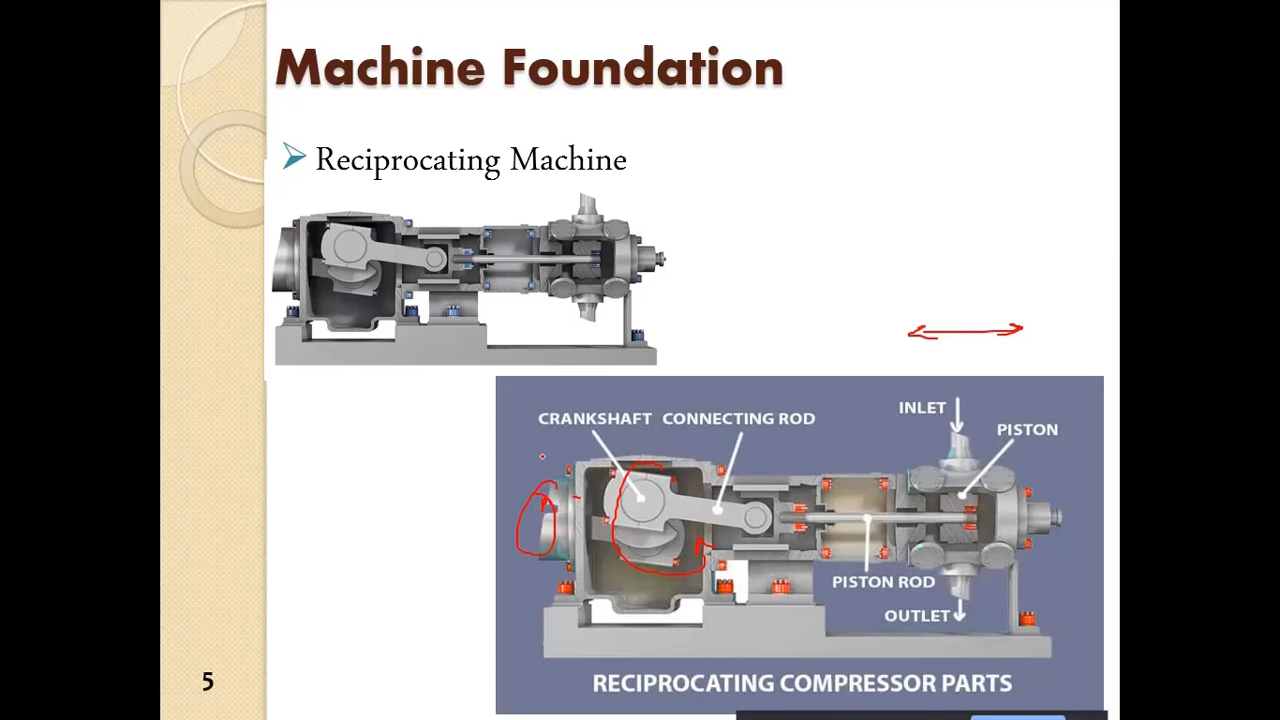 Machine Foundation
Reciprocating Machine
CRANKSHAFT CONNECTING ROD
INLET
PISTON
PISTON ROD
OUTLET
RECIPROCATING COMPRESSOR PARTS
5